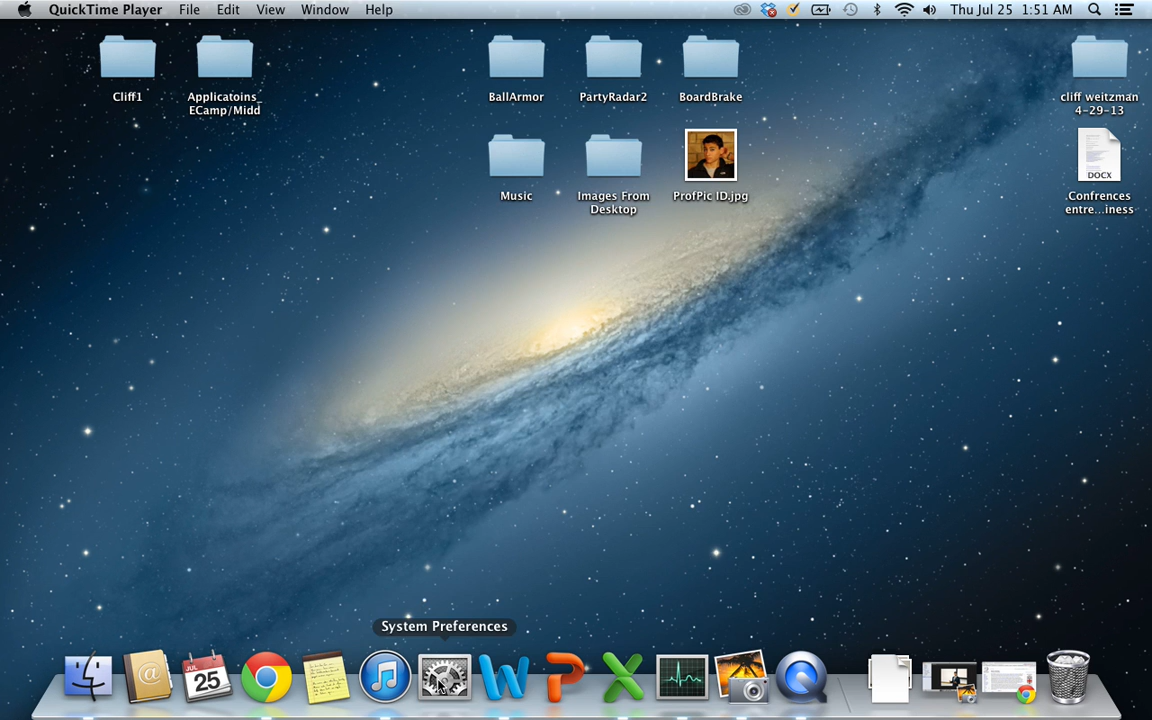 QuickTime Player File Edit View Window Help Thu Jul 25 1:51 AM
Cliff1
Applicatoins_
ECamp/Midd
BallArmor
PartyRadar2
BoardBrake
cliff weitzman
4-29-13
Music
Images From
Desktop
ProfPic ID.jpg
DOCX
.Confrences
entre...iness
System Preferences
JUL
25